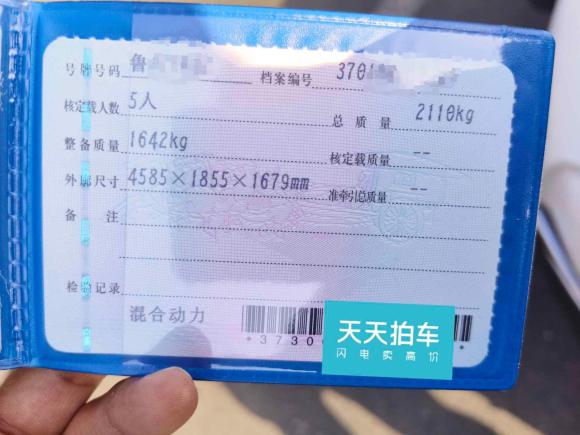 号牌号码 鲁 档案编号 370
核定载人数 5人 总质量 2110kg
整备质量 1642kg 核定载质量 --
外廓尺寸 4585×1855×1679mm 准牵引总质量 --
备注
检验记录
混合动力
*3730
天天拍车
闪电卖高价